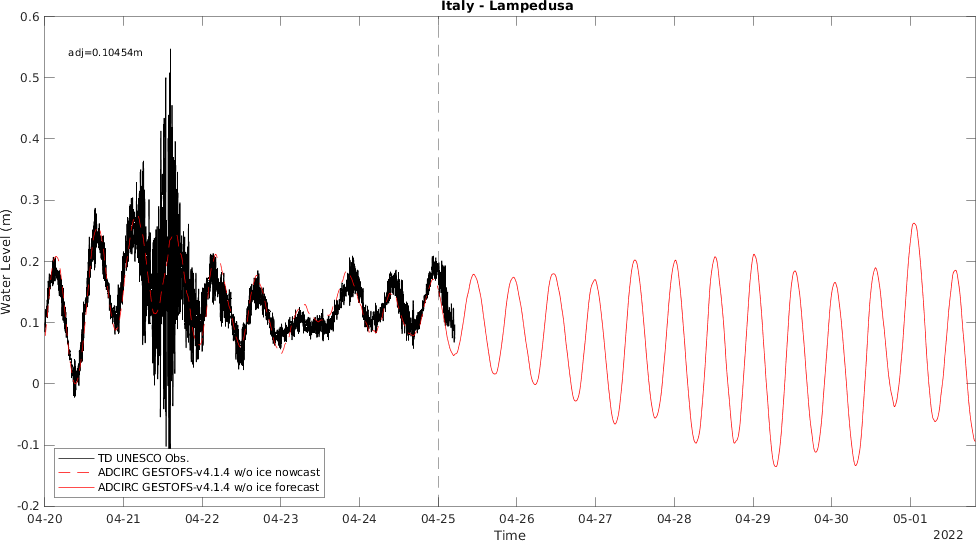 Italy - Lampedusa
adj=0.10454m
Water Level (m)
0.6
0.5
0.4
0.3
0.2
0.1
0
-0.1
-0.2
TD UNESCO Obs.
ADCIRC GESTOFS-v4.1.4 w/o ice nowcast
ADCIRC GESTOFS-v4.1.4 w/o ice forecast
04-20 04-21 04-22 04-23 04-24 04-25 04-26 04-27 04-28 04-29 04-30 05-01
Time
2022